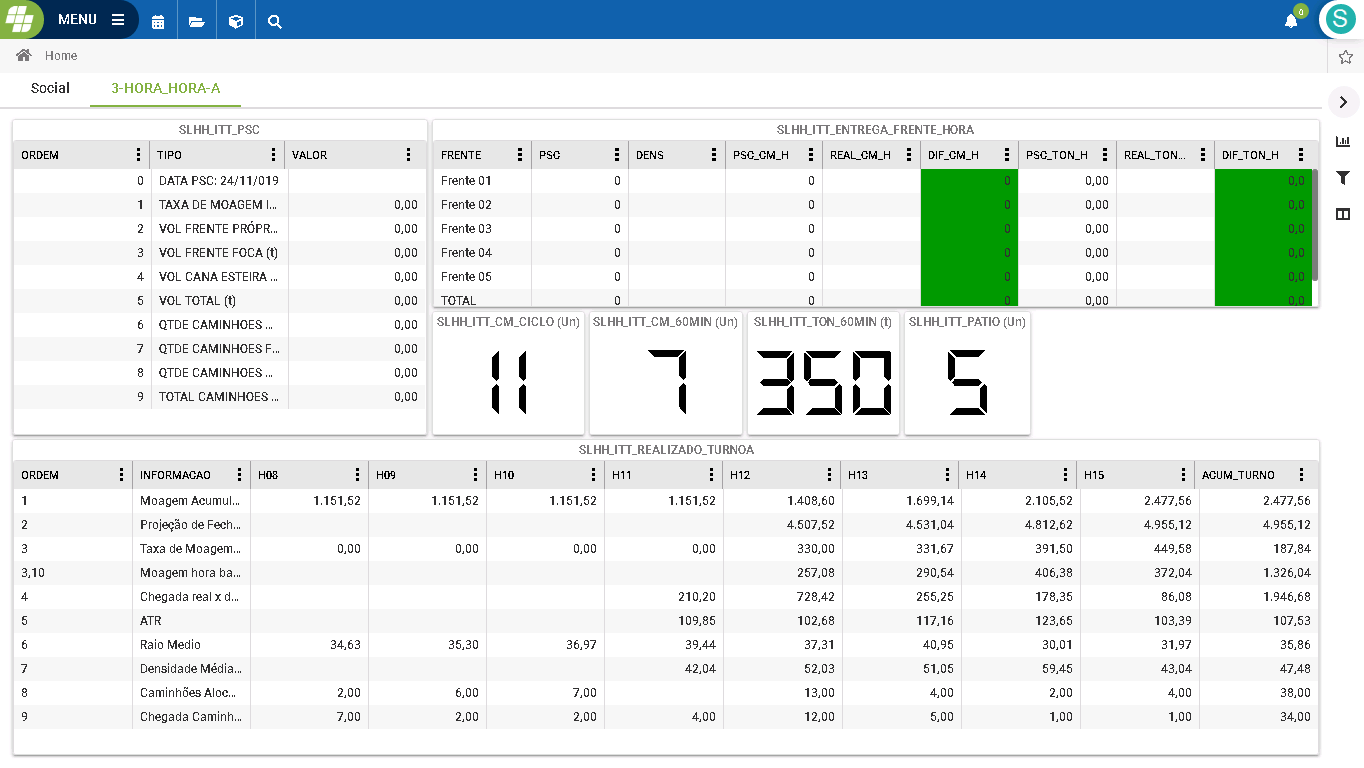 MENU
0
S
Home
Social 3-HORA_HORA-A
SLHH_ITT_PSC
ORDEM TIPO VALOR
0 DATA PSC: 24/11/019
1 TAXA DE MOAGEM I... 0,00
2 VOL FRENTE PRÓPR... 0,00
3 VOL FRENTE FOCA (t) 0,00
4 VOL CANA ESTEIRA ... 0,00
5 VOL TOTAL (t) 0,00
6 QTDE CAMINHOES ... 0,00
7 QTDE CAMINHOES F... 0,00
8 QTDE CAMINHOES ... 0,00
9 TOTAL CAMINHOES ... 0,00
SLHH_ITT_ENTREGA_FRENTE_HORA
FRENTE PSC DENS PSC_CM_H REAL_CM_H DIF_CM_H PSC_TON_H REAL_TON... DIF_TON_H
Frente 01 0 0 0 0,00 0,0
Frente 02 0 0 0 0,00 0,0
Frente 03 0 0 0 0,00 0,0
Frente 04 0 0 0 0,00 0,0
Frente 05 0 0 0 0,00 0,0
TOTAL 0 0 0 0,00 0,0
SLHH_ITT_CM_CICLO (Un) SLHH_ITT_CM_60MIN (Un) SLHH_ITT_TON_60MIN (t) SLHH_ITT_PATIO (Un)
11 7 350 5
SLHH_ITT_REALIZADO_TURNOA
ORDEM INFORMACAO H08 H09 H10 H11 H12 H13 H14 H15 ACUM_TURNO
1 Moagem Acumul... 1.151,52 1.151,52 1.151,52 1.151,52 1.408,60 1.699,14 2.105,52 2.477,56 2.477,56
2 Projeção de Fech... 4.507,52 4.531,04 4.812,62 4.955,12 4.955,12
3 Taxa de Moagem... 0,00 0,00 0,00 0,00 330,00 331,67 391,50 449,58 187,84
3,10 Moagem hora ba... 257,08 290,54 406,38 372,04 1.326,04
4 Chegada real x d... 210,20 728,42 255,25 178,35 86,08 1.946,68
5 ATR 109,85 102,68 117,16 123,65 103,39 107,53
6 Raio Medio 34,63 35,30 36,97 39,44 37,31 40,95 30,01 31,97 35,86
7 Densidade Média... 42,04 52,03 51,05 59,45 43,04 47,48
8 Caminhões Aloc... 2,00 6,00 7,00 13,00 4,00 2,00 4,00 38,00
9 Chegada Caminh... 7,00 2,00 2,00 4,00 12,00 5,00 1,00 1,00 34,00